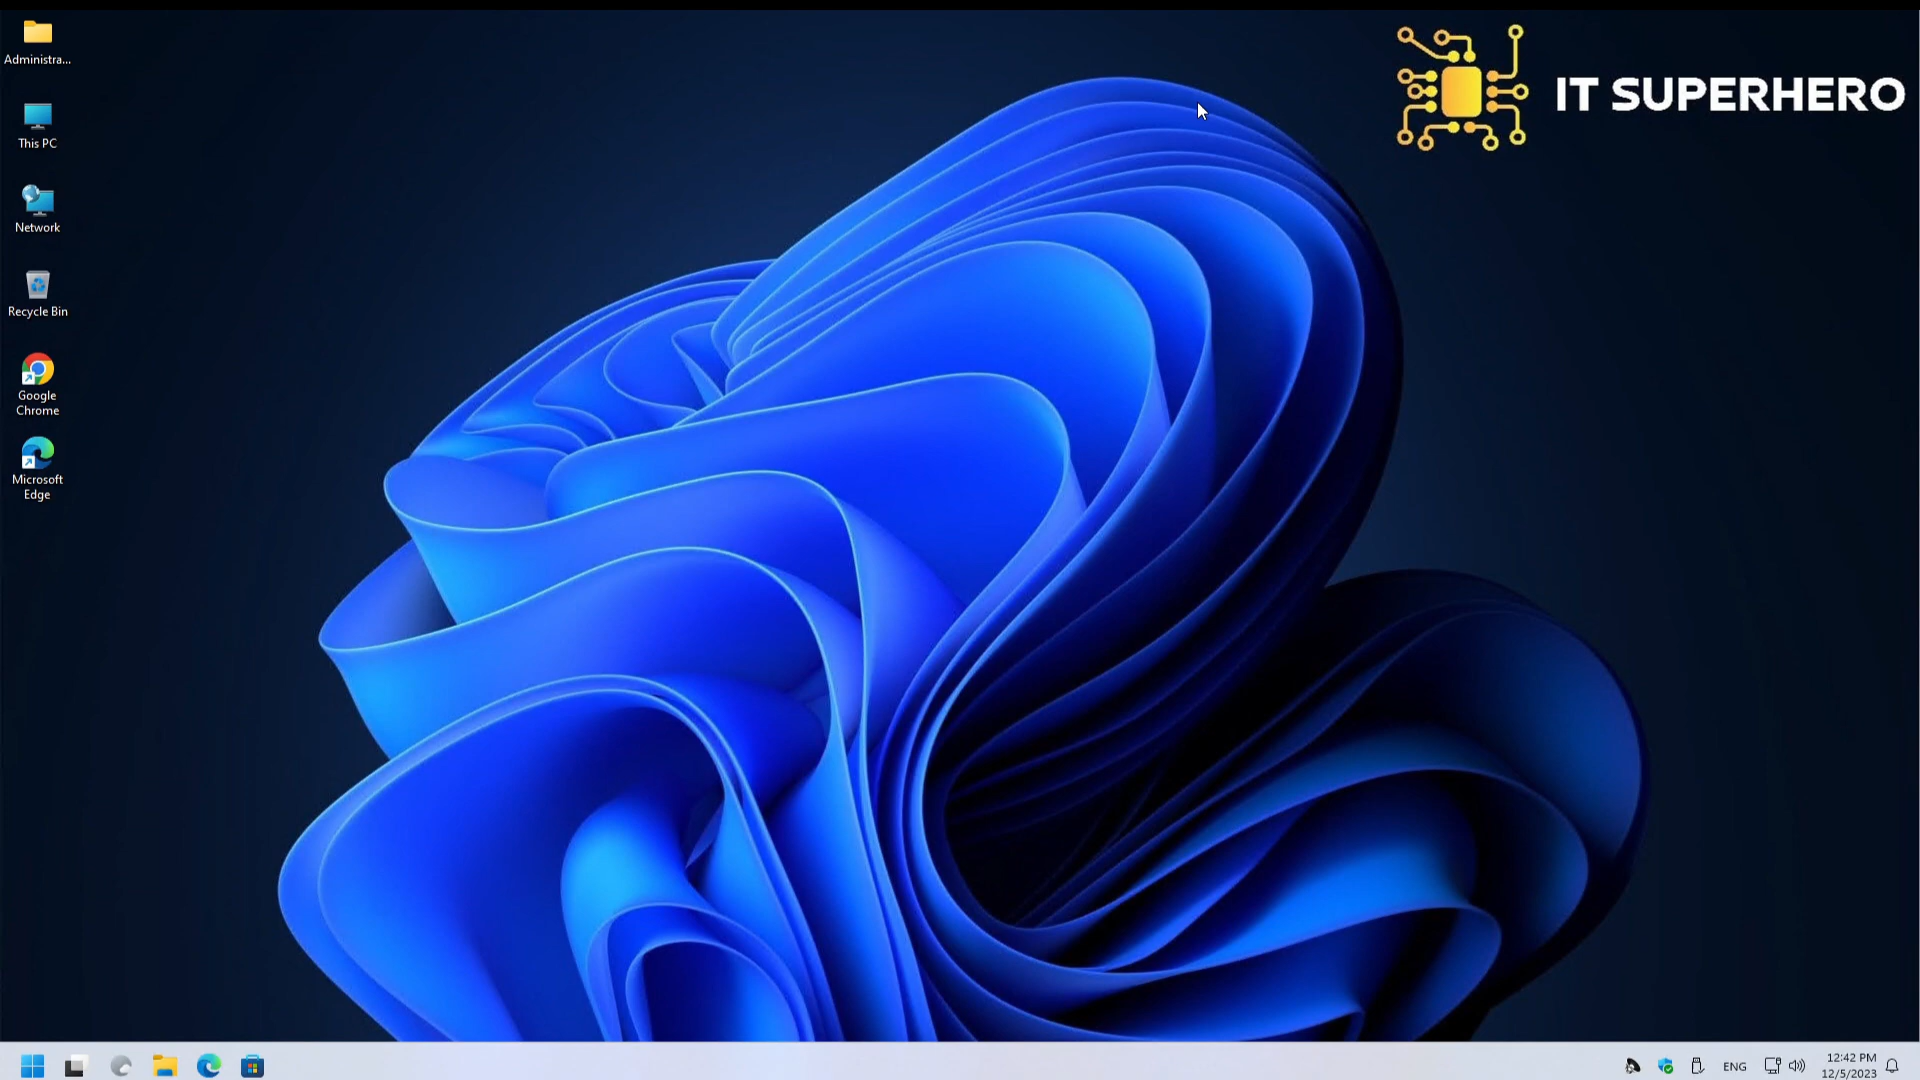 IT SUPERHERO
Administra...
This PC
Network
Recycle Bin
Google
Chrome
Microsoft
Edge
ENG
12:42 PM
12/5/2023